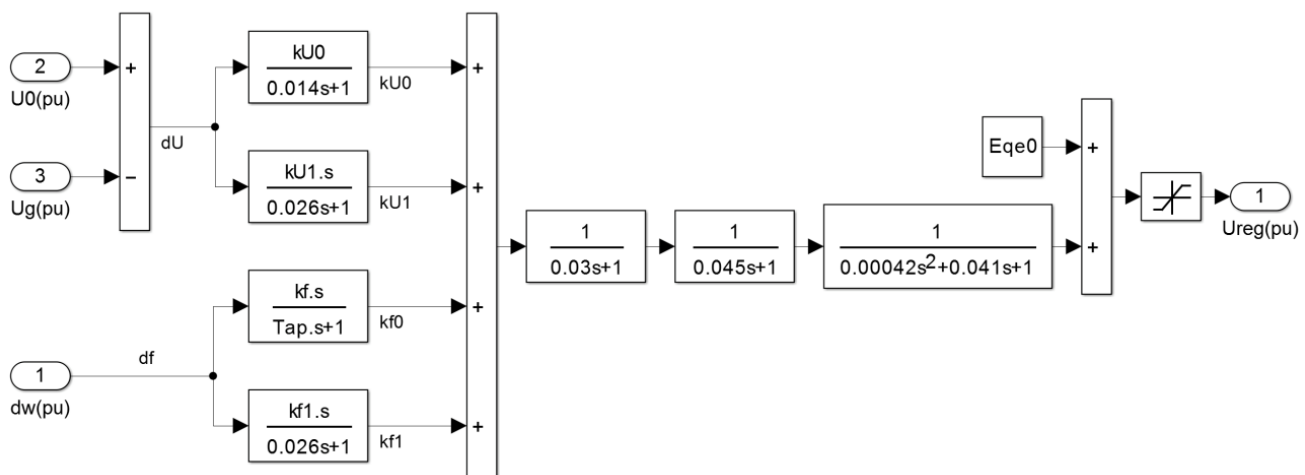 2
U0(pu)
+
3
Ug(pu)
−
dU
kU0
0.014s+1
kU0
kU1.s
0.026s+1
kU1
1
dw(pu)
df
kf.s
Tap.s+1
kf0
kf1.s
0.026s+1
kf1
+
+
+
+
1
0.03s+1
1
0.045s+1
1
0.00042s²+0.041s+1
Eqe0
+
+
1
Ureg(pu)